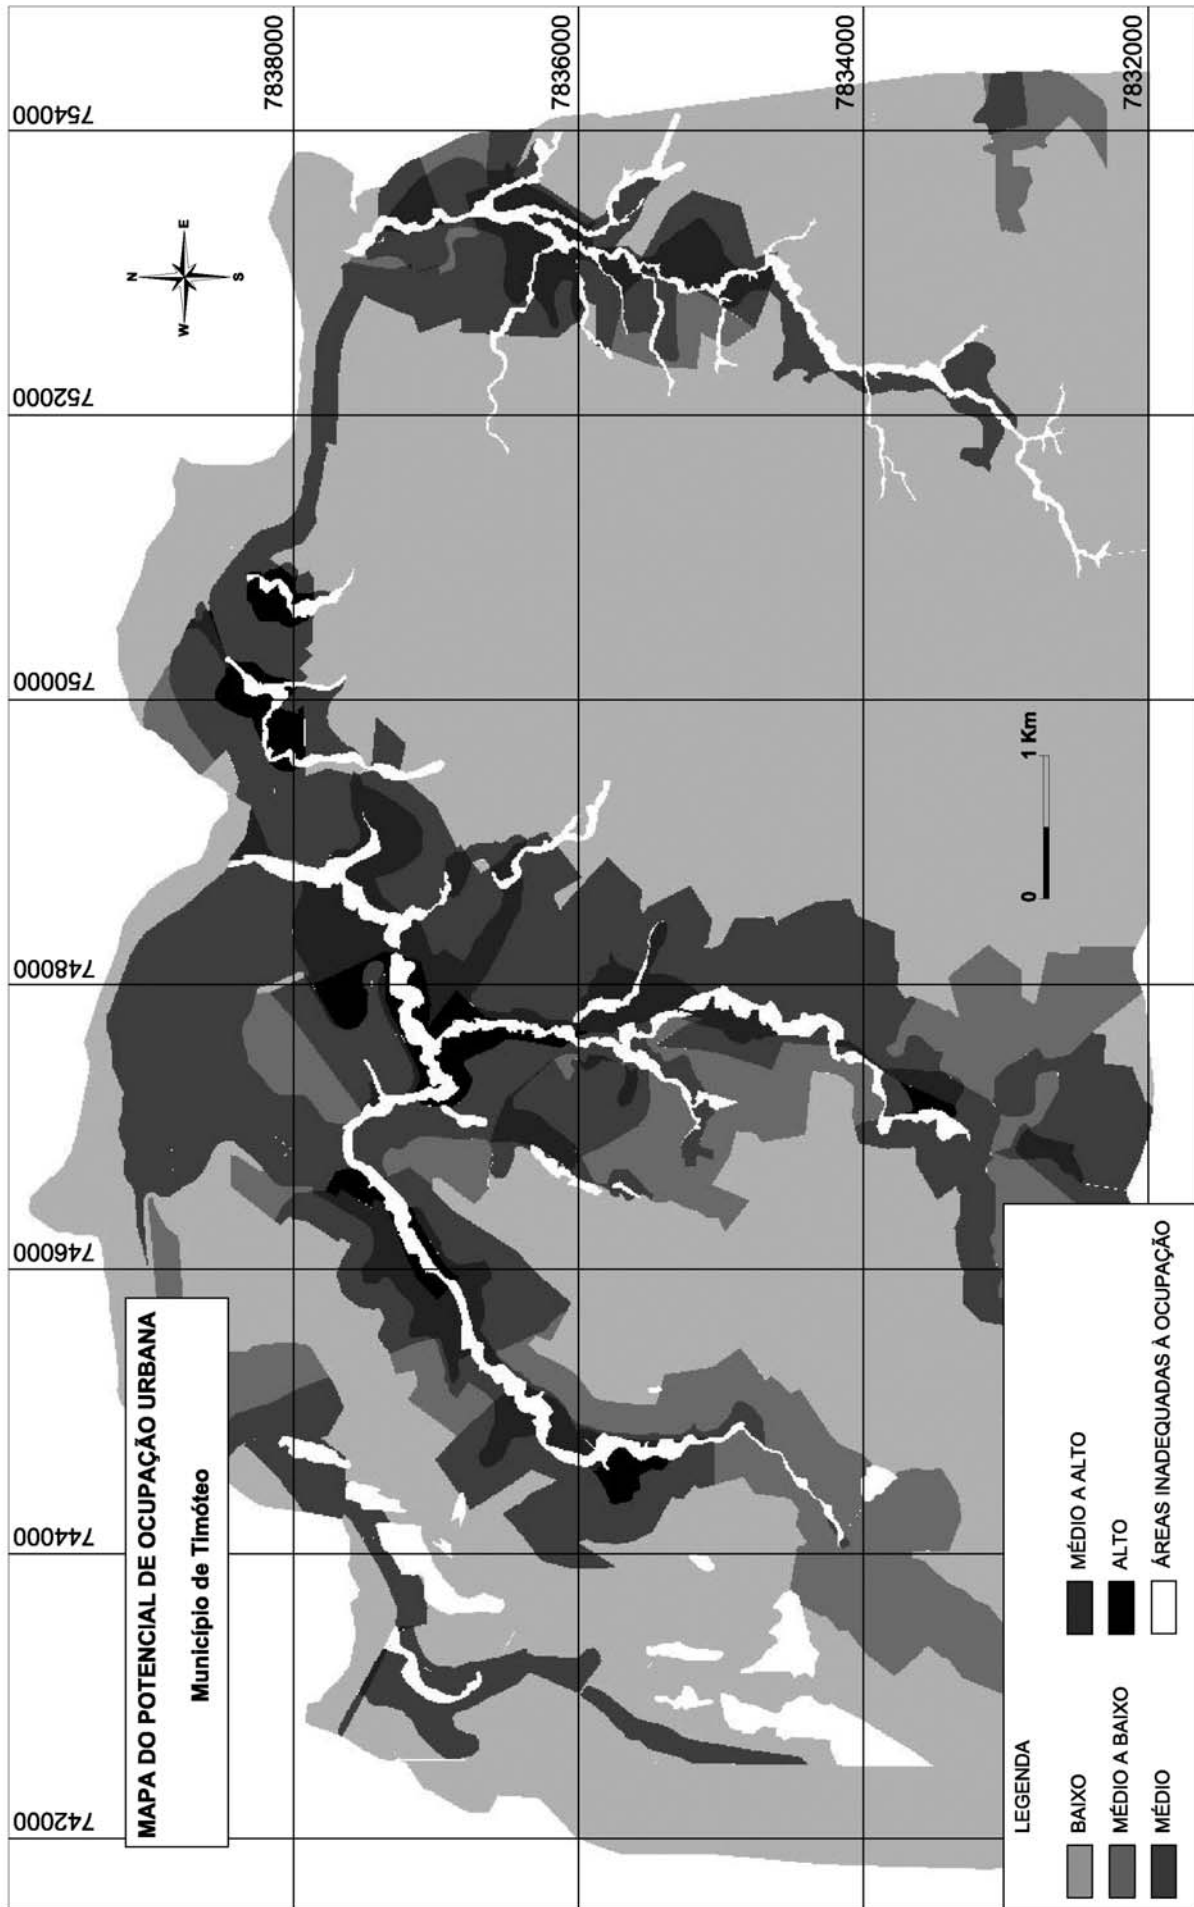 742000
744000
746000
748000
750000
752000
754000
MAPA DO POTENCIAL DE OCUPAÇÃO URBANA
Município de Timóteo
N
W
E
S
7838000
7836000
7834000
7832000
0
1 Km
LEGENDA
BAIXO
MÉDIO A BAIXO
MÉDIO
MÉDIO A ALTO
ALTO
ÁREAS INADEQUADAS À OCUPAÇÃO